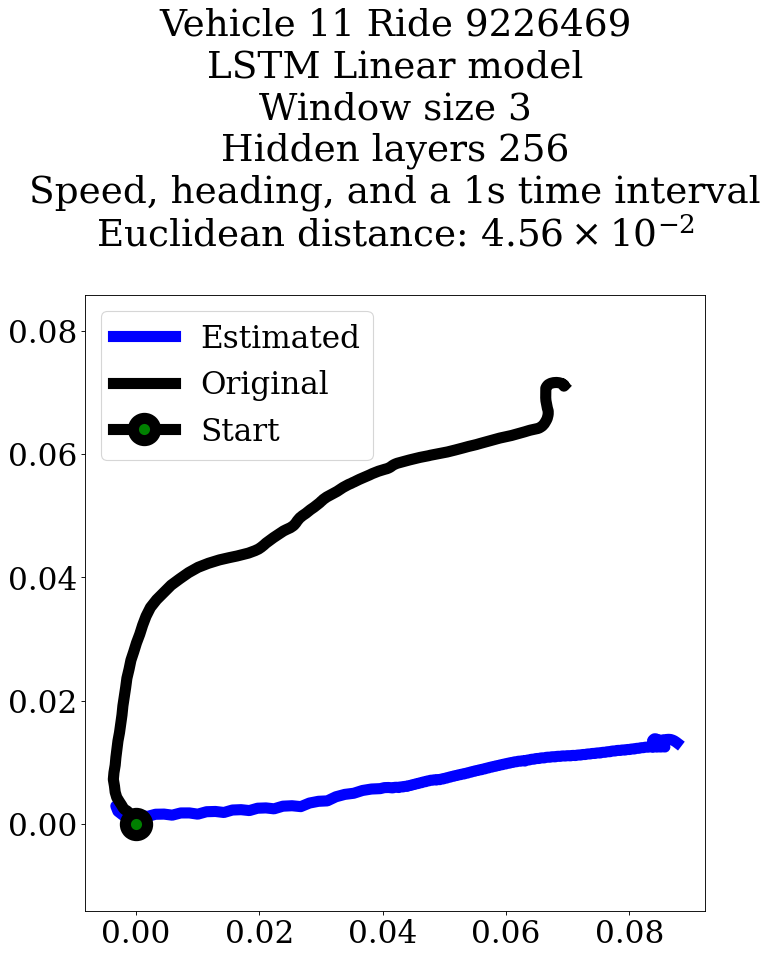 Vehicle 11 Ride 9226469
LSTM Linear model
Window size 3
Hidden layers 256
Speed, heading, and a 1s time interval
Euclidean distance: 4.56 × 10⁻²
Estimated
Original
Start
0.08
0.06
0.04
0.02
0.00
0.00 0.02 0.04 0.06 0.08